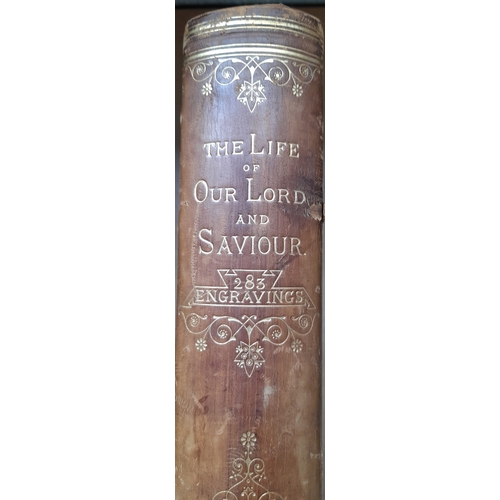 THE LIFE
OF
OUR LORD
AND
SAVIOUR.
283
ENGRAVINGS